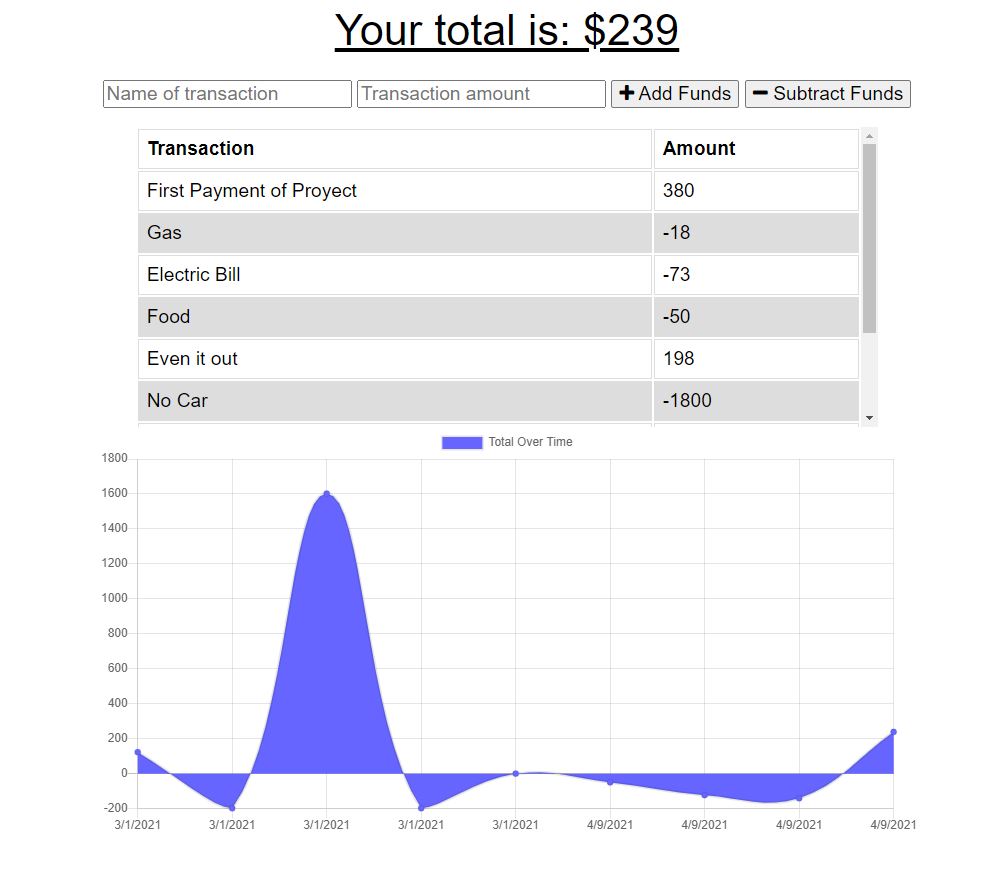 Your total is: $239
Name of transaction Transaction amount Add Funds Subtract Funds
Transaction Amount
First Payment of Proyect 380
Gas -18
Electric Bill -73
Food -50
Even it out 198
No Car -1800
Total Over Time
1800
1600
1400
1200
1000
800
600
400
200
0
-200
3/1/2021 3/1/2021 3/1/2021 3/1/2021 3/1/2021 4/9/2021 4/9/2021 4/9/2021 4/9/2021